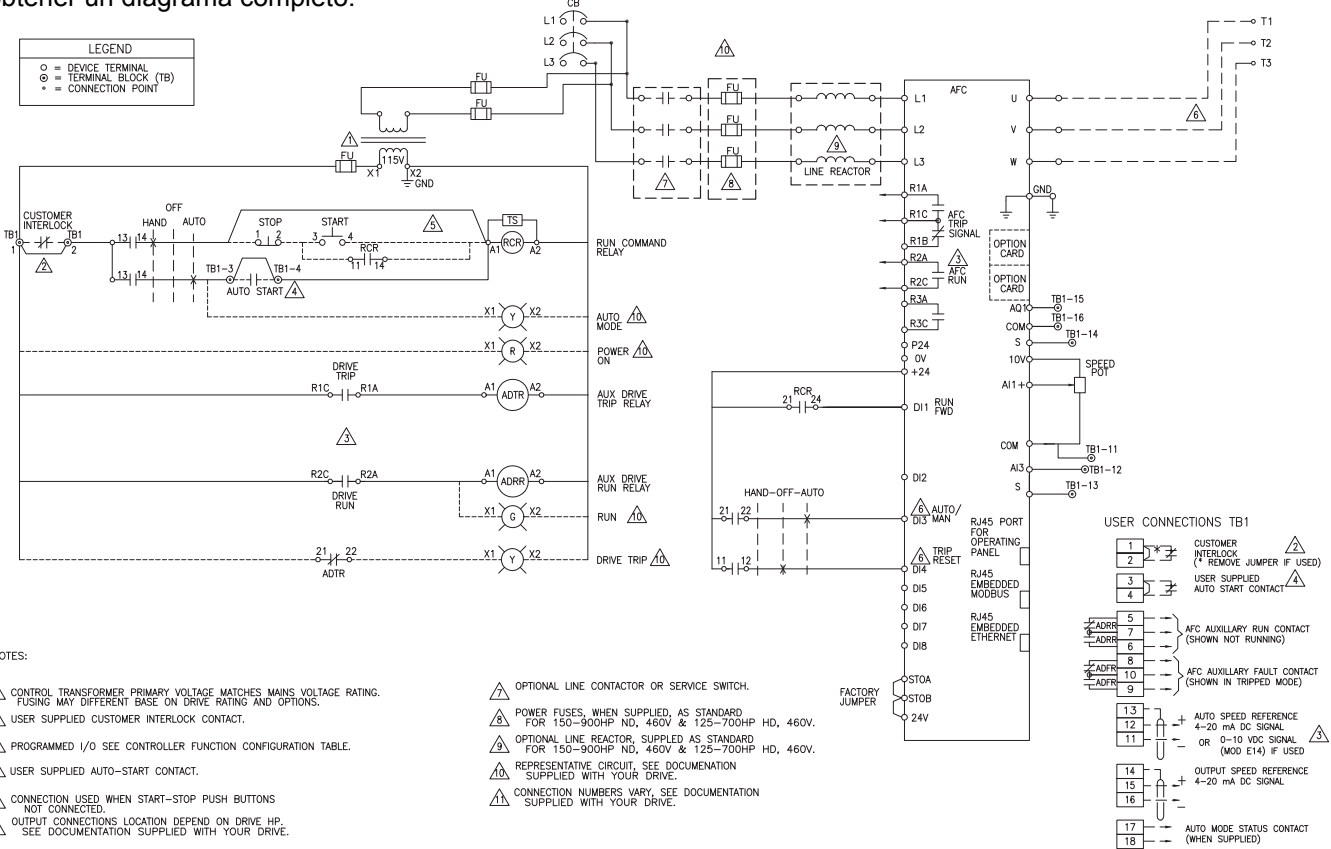 obtener un diagrama completo.
LEGEND
= DEVICE TERMINAL
= TERMINAL BLOCK (TB)
= CONNECTION POINT
CB
L1
L2
L3
FU
FU
FU
115V
X1
X2
GND
1
10
FU
FU
FU
7
8
9
LINE REACTOR
AFC
L1
L2
L3
U
V
W
T1
T2
T3
6
GND
R1A
R1C
R1B
AFC
TRIP
SIGNAL
R2A
R2C
3
AFC
RUN
R3A
R3C
P24
0V
+24
OPTION
CARD
OPTION
CARD
AQ1
TB1-15
COM
TB1-16
S
TB1-14
10V
SPEED
POT
AI1+
COM
TB1-11
AI3
TB1-12
S
TB1-13
TB1
1
CUSTOMER
INTERLOCK
TB1
2
2
13 14
HAND
OFF
AUTO
STOP
1 2
START
3 4
5
RCR
11 14
TS
A1
RCR
A2
RUN COMMAND
RELAY
13 14
TB1-3
TB1-4
AUTO START
4
X1
Y
X2
AUTO
MODE
10
X1
R
X2
POWER
ON
10
DRIVE
TRIP
R1C
R1A
A1
ADTR
A2
AUX DRIVE
TRIP RELAY
3
R2C
R2A
DRIVE
RUN
A1
ADRR
A2
AUX DRIVE
RUN RELAY
X1
G
X2
RUN
10
21 22
ADTR
X1
Y
X2
DRIVE TRIP
10
RCR
21 24
DI1
RUN
FWD
DI2
HAND-OFF-AUTO
21 22
6
AUTO/
MAN
DI3
11 12
6
TRIP
RESET
DI4
DI5
DI6
DI7
DI8
RJ45 PORT
FOR
OPERATING
PANEL
RJ45
EMBEDDED
MODBUS
RJ45
EMBEDDED
ETHERNET
FACTORY
JUMPER
STOA
STOB
24V
USER CONNECTIONS TB1
1
2
*
CUSTOMER
INTERLOCK
(* REMOVE JUMPER IF USED)
2
3
4
USER SUPPLIED
AUTO START CONTACT
4
5
7
6
ADRR
ADRR
AFC AUXILLARY RUN CONTACT
(SHOWN NOT RUNNING)
8
10
9
ADFR
ADFR
AFC AUXILLARY FAULT CONTACT
(SHOWN IN TRIPPED MODE)
13
12
11
+
−
AUTO SPEED REFERENCE
4-20 mA DC SIGNAL
OR 0-10 VDC SIGNAL
(MOD E14) IF USED
3
14
15
16
+
−
OUTPUT SPEED REFERENCE
4-20 mA DC SIGNAL
17
18
AUTO MODE STATUS CONTACT
(WHEN SUPPLIED)
OTES:
CONTROL TRANSFORMER PRIMARY VOLTAGE MATCHES MAINS VOLTAGE RATING.
FUSING MAY DIFFERENT BASE ON DRIVE RATING AND OPTIONS.
USER SUPPLIED CUSTOMER INTERLOCK CONTACT.
PROGRAMMED I/O SEE CONTROLLER FUNCTION CONFIGURATION TABLE.
USER SUPPLIED AUTO-START CONTACT.
CONNECTION USED WHEN START-STOP PUSH BUTTONS
NOT CONNECTED.
OUTPUT CONNECTIONS LOCATION DEPEND ON DRIVE HP.
SEE DOCUMENTATION SUPPLIED WITH YOUR DRIVE.
7 OPTIONAL LINE CONTACTOR OR SERVICE SWITCH.
8 POWER FUSES, WHEN SUPPLIED, AS STANDARD
FOR 150-900HP ND, 460V & 125-700HP HD, 460V.
9 OPTIONAL LINE REACTOR, SUPPLED AS STANDARD
FOR 150-900HP ND, 460V & 125-700HP HD, 460V.
10 REPRESENTATIVE CIRCUIT, SEE DOCUMENATION
SUPPLIED WITH YOUR DRIVE.
11 CONNECTION NUMBERS VARY, SEE DOCUMENTATION
SUPPLIED WITH YOUR DRIVE.